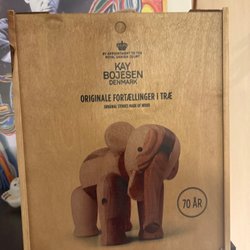 BY APPOINTMENT TO THE
ROYAL DANISH COURT
KAY
BOJESEN
DENMARK
ORIGINALE FORTÆLLINGER I TRÆ
ORIGINAL STORIES MADE OF WOOD
70 ÅR